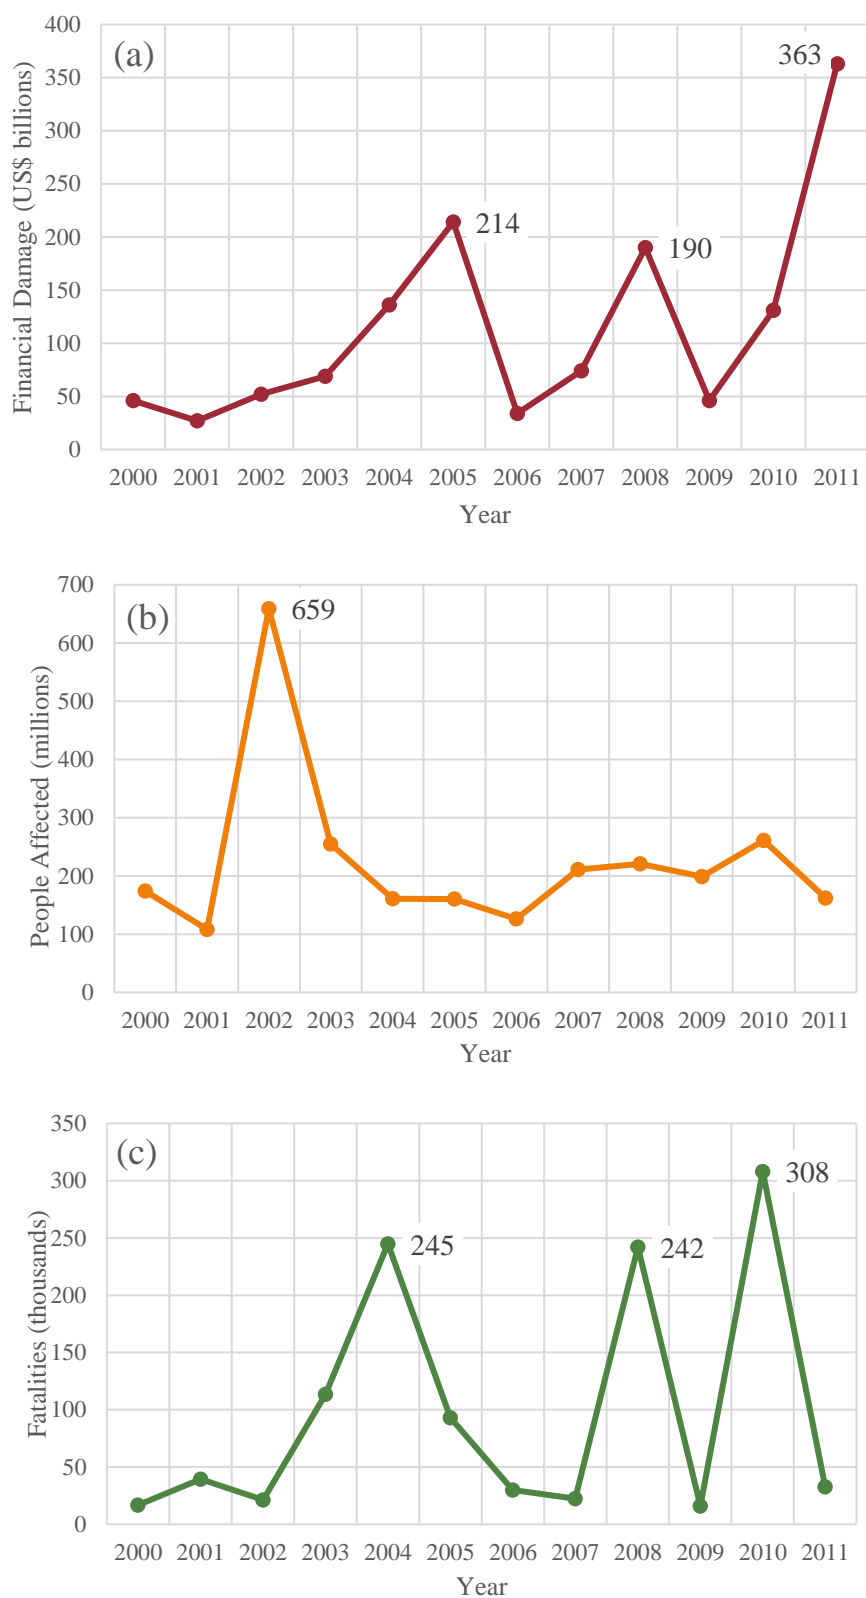 (a)
Financial Damage (US$ billions)
400
350
300
250
200
150
100
50
0
363
214
190
2000 2001 2002 2003 2004 2005 2006 2007 2008 2009 2010 2011
Year
(b)
People Affected (millions)
700
600
500
400
300
200
100
0
659
2000 2001 2002 2003 2004 2005 2006 2007 2008 2009 2010 2011
Year
(c)
Fatalities (thousands)
350
300
250
200
150
100
50
0
308
245
242
2000 2001 2002 2003 2004 2005 2006 2007 2008 2009 2010 2011
Year